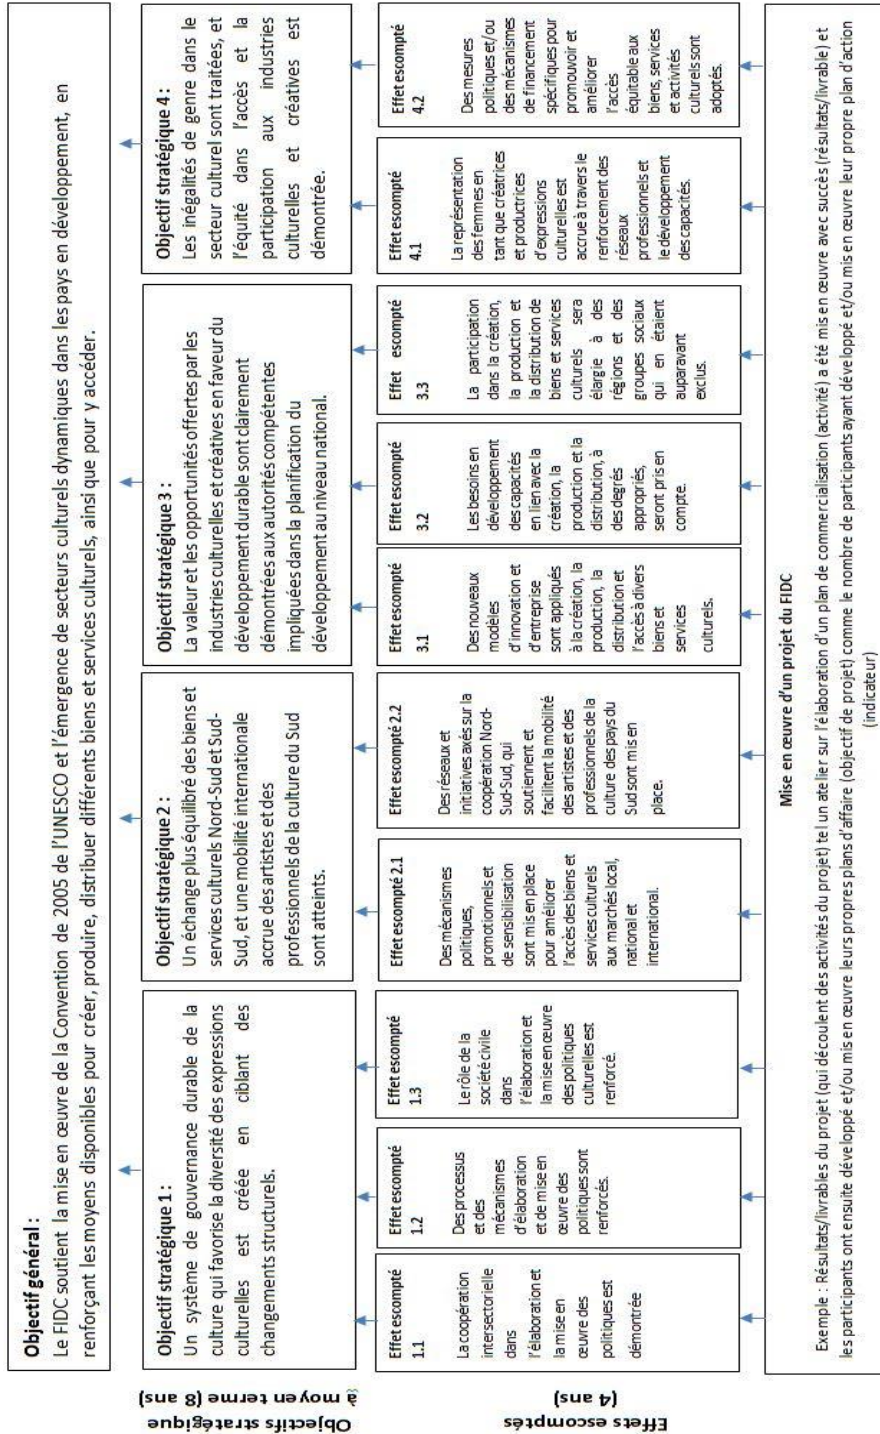 Objectif général :
Le FIDC soutient la mise en œuvre de la Convention de 2005 de l'UNESCO et l'émergence de secteurs culturels dynamiques dans les pays en développement, en
renforçant les moyens disponibles pour créer, produire, distribuer différents biens et services culturels, ainsi que pour y accéder.
Objectifs stratégique
à moyen terme (8 ans)
Objectif stratégique 1 :
Un système de gouvernance durable de la
culture qui favorise la diversité des expressions
culturelles est créée en ciblant des
changements structurels.
Objectif stratégique 2 :
Un échange plus équilibré des biens et
services culturels Nord-Sud et Sud-
Sud, et une mobilité internationale
accrue des artistes et des
professionnels de la culture du Sud
sont atteints.
Objectif stratégique 3 :
La valeur et les opportunités offertes par les
industries culturelles et créatives en faveur du
développement durable sont clairement
démontrées aux autorités compétentes
impliquées dans la planification du
développement au niveau national.
Objectif stratégique 4 :
Les inégalités de genre dans le
secteur culturel sont traitées, et
l'équité dans l'accès et la
participation aux industries
culturelles et créatives est
démontrée.
Effets escomptés
(4 ans)
Effet escompté
1.1
La coopération
intersectorielle
dans
l'élaboration et
la mise en
œuvre des
politiques est
démontrée
Effet escompté
1.2
Des processus
et des
mécanismes
d'élaboration
et de mise en
œuvre des
politiques sont
renforcés.
Effet escompté
1.3
Le rôle de la
société civile
dans
l'élaboration et
la mise en œuvre
des politiques
culturelles est
renforcé.
Effet escompté 2.1
Des mécanismes
politiques,
promotionnels et
de sensibilisation
sont mis en place
pour améliorer
l'accès des biens et
services culturels
aux marchés local,
national et
international.
Effet escompté 2.2
Des réseaux et
initiatives axés sur la
coopération Nord-
Sud-Sud, qui
soutiennent et
facilitent la mobilité
des artistes et des
professionnels de la
culture des pays du
Sud sont mis en
place.
Effet escompté
3.1
Des nouveaux
modèles
d'innovation et
d'entreprise
sont appliqués
à la création, la
production, la
distribution et
l'accès à divers
biens et
services
culturels.
Effet escompté
3.2
Les besoins en
développement
des capacités
en lien avec la
création, la
production et la
distribution, à
des degrés
appropriés,
seront pris en
compte.
Effet escompté
3.3
La participation
dans la création,
la production et
la distribution de
biens et services
culturels sera
élargie à des
régions et des
groupes sociaux
qui en étaient
auparavant
exclus.
Effet escompté
4.1
La représentation
des femmes en
tant que créatrices
et productrices
d'expressions
culturelles est
accrue à travers le
renforcement des
réseaux
professionnels et
le développement
des capacités.
Effet escompté
4.2
Des mesures
politiques et/ou
des mécanismes
de financement
spécifiques pour
promouvoir et
améliorer
l'accès
équitable aux
biens, services
et activités
culturels sont
adoptés.
Mise en œuvre d'un projet du FIDC
Exemple : Résultats/livrables du projet (qui découlent des activités du projet) tel un atelier sur l'élaboration d'un plan de commercialisation (activité) a été mis en œuvre avec succès (résultats/livrable) et
les participants ont ensuite développé et/ou mis en œuvre leurs propres plans d'affaire (objectif de projet) comme le nombre de participants ayant développé et/ou mis en œuvre leur propre plan d'action
(indicateur)